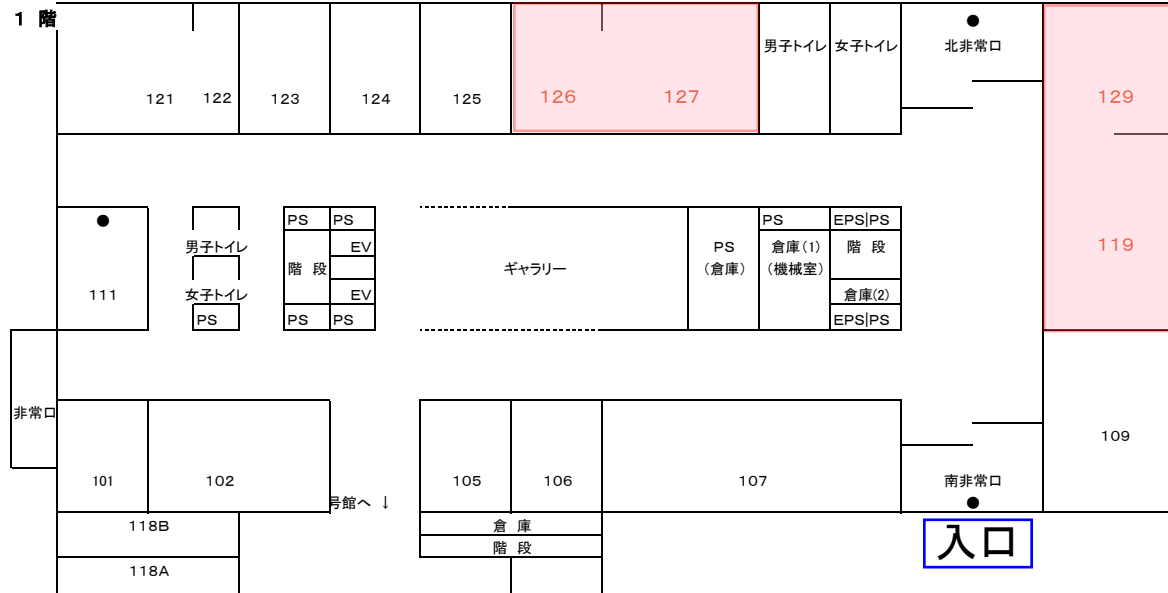 1 階
男子トイレ 女子トイレ 北非常口
121 122 123 124 125 126 127 129
PS PS PS EPS|PS
男子トイレ EV PS 倉庫(1) 階 段 119
階 段 ギャラリー (倉庫) (機械室)
111 女子トイレ EV 倉庫(2)
PS PS PS EPS|PS
非常口
109
101 102 105 106 107 南非常口
号館へ ↓
118B 倉 庫 入口
階 段
118A